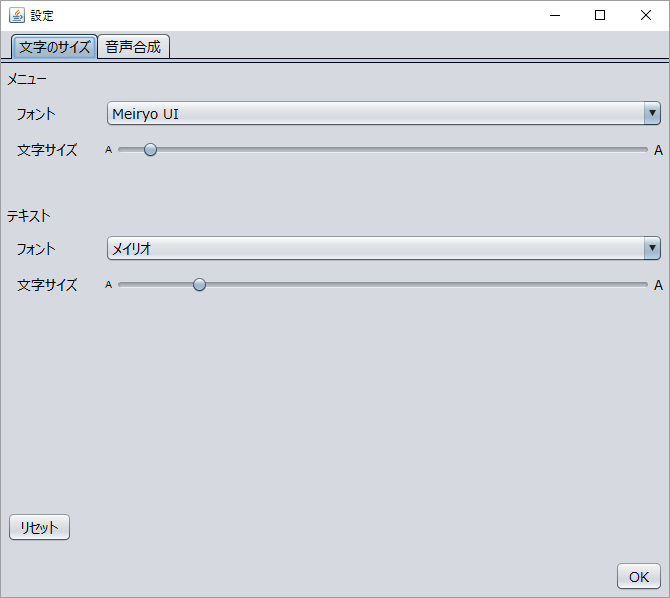 設定
文字のサイズ 音声合成
メニュー
フォント Meiryo UI
文字サイズ A A
テキスト
フォント メイリオ
文字サイズ A A
リセット
OK